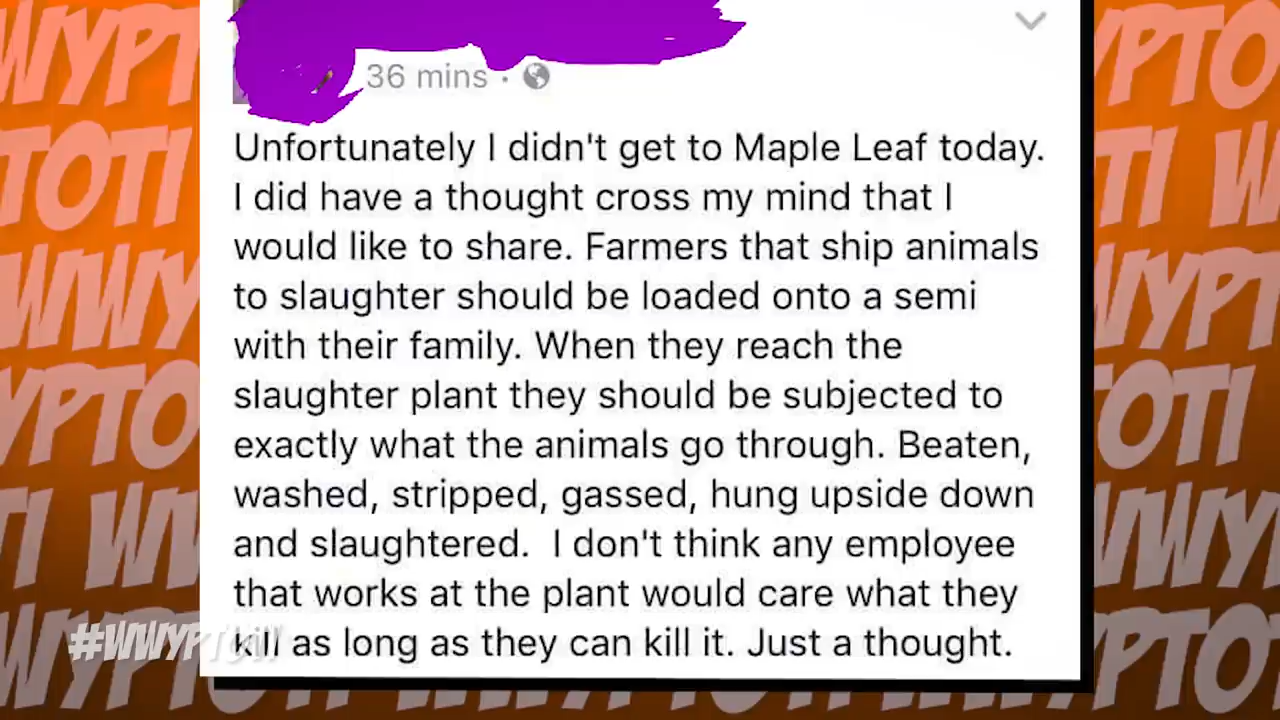 36 mins ·
Unfortunately I didn't get to Maple Leaf today.
I did have a thought cross my mind that I
would like to share. Farmers that ship animals
to slaughter should be loaded onto a semi
with their family. When they reach the
slaughter plant they should be subjected to
exactly what the animals go through. Beaten,
washed, stripped, gassed, hung upside down
and slaughtered.  I don't think any employee
that works at the plant would care what they
kill as long as they can kill it. Just a thought.
#WWYPTOTI